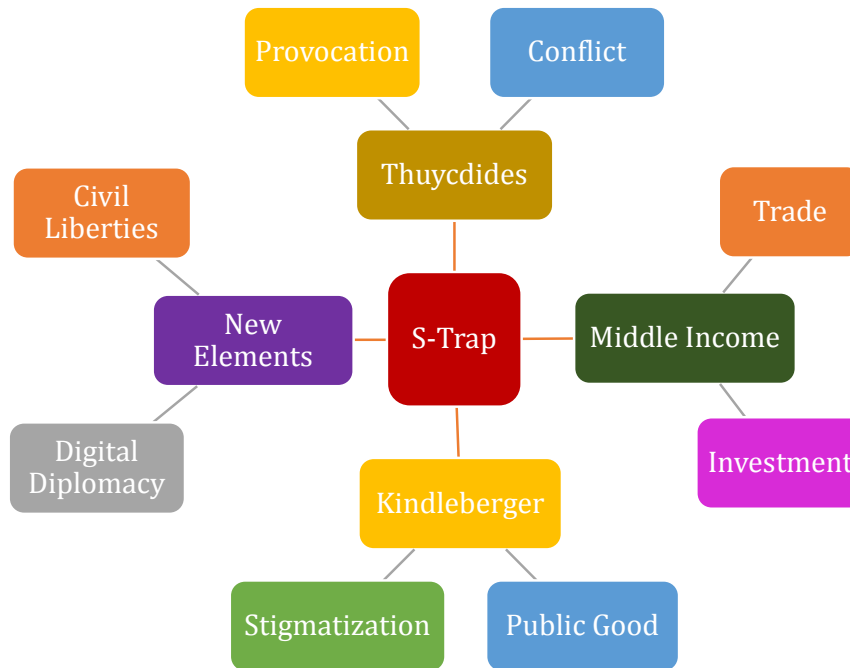 Provocation
Conflict
Thuycdides
Civil
Liberties
Trade
New
Elements
S-Trap
Middle Income
Digital
Diplomacy
Investment
Kindleberger
Stigmatization
Public Good